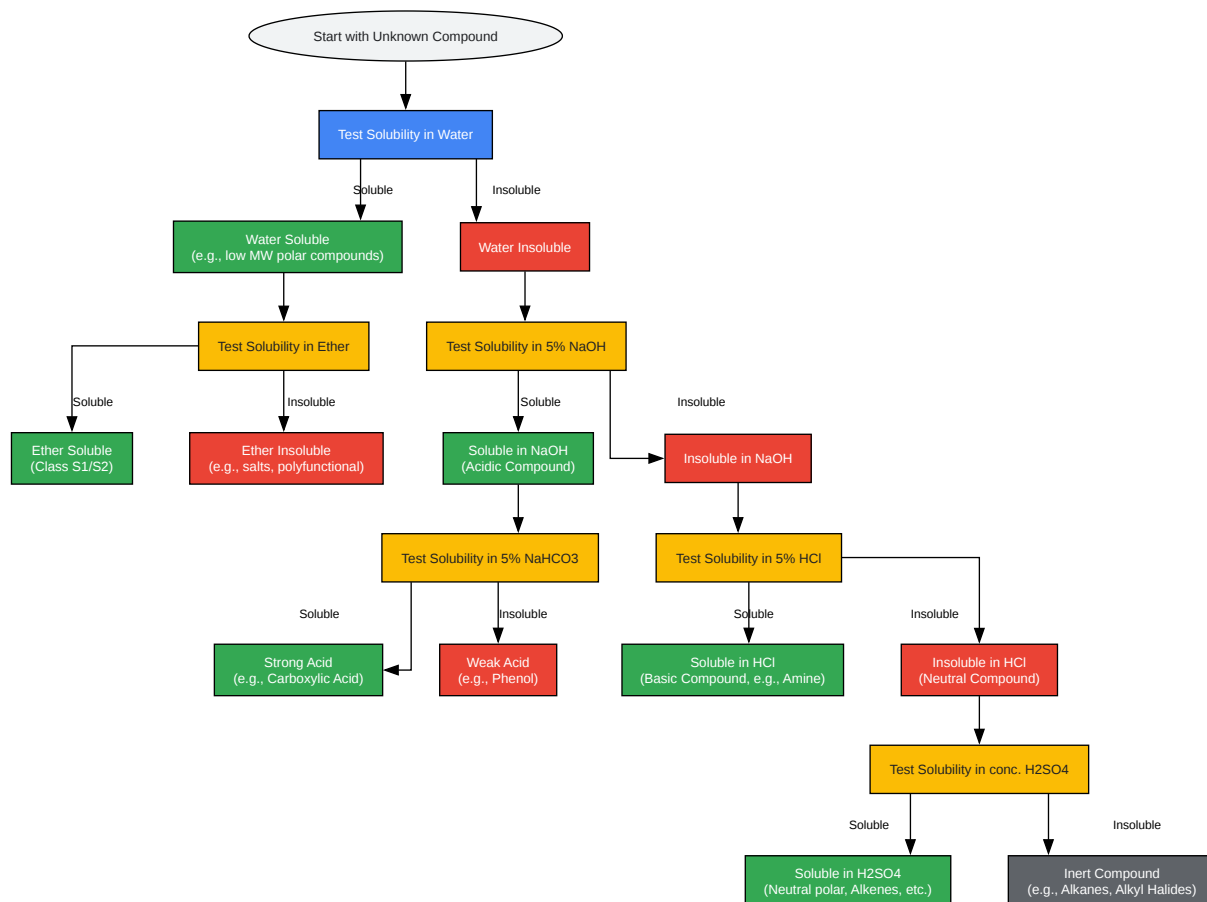 Start with Unknown Compound
Test Solubility in Water
Soluble
Insoluble
Water Soluble
(e.g., low MW polar compounds)
Water Insoluble
Test Solubility in Ether
Test Solubility in 5% NaOH
Soluble
Insoluble
Soluble
Insoluble
Ether Soluble
(Class S1/S2)
Ether Insoluble
(e.g., salts, polyfunctional)
Soluble in NaOH
(Acidic Compound)
Insoluble in NaOH
Test Solubility in 5% NaHCO3
Test Solubility in 5% HCl
Soluble
Insoluble
Soluble
Insoluble
Strong Acid
(e.g., Carboxylic Acid)
Weak Acid
(e.g., Phenol)
Soluble in HCl
(Basic Compound, e.g., Amine)
Insoluble in HCl
(Neutral Compound)
Test Solubility in conc. H2SO4
Soluble
Insoluble
Soluble in H2SO4
(Neutral polar, Alkenes, etc.)
Inert Compound
(e.g., Alkanes, Alkyl Halides)